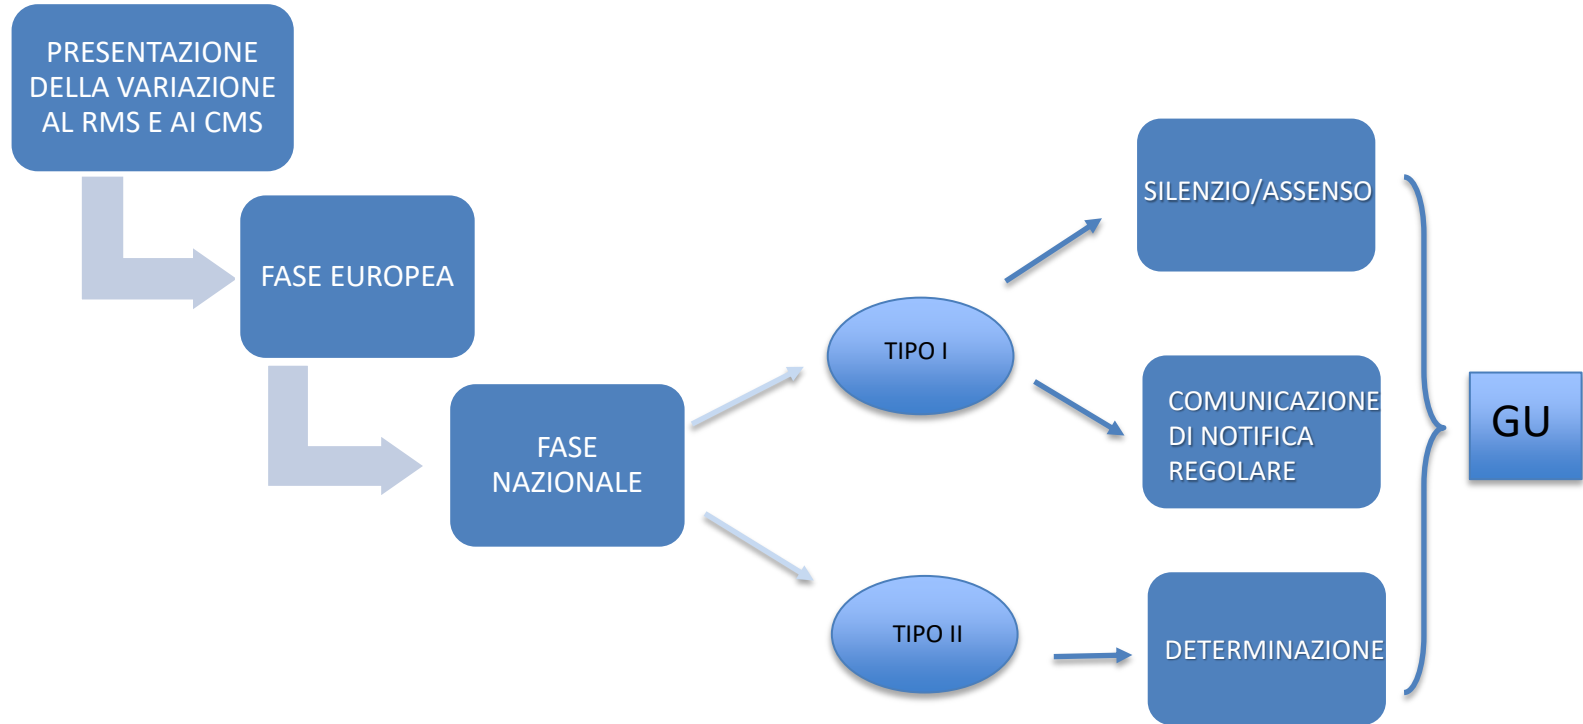 PRESENTAZIONE
DELLA VARIAZIONE
AL RMS E AI CMS
FASE EUROPEA
FASE
NAZIONALE
TIPO I
TIPO II
SILENZIO/ASSENSO
COMUNICAZIONE
DI NOTIFICA
REGOLARE
DETERMINAZIONE
GU